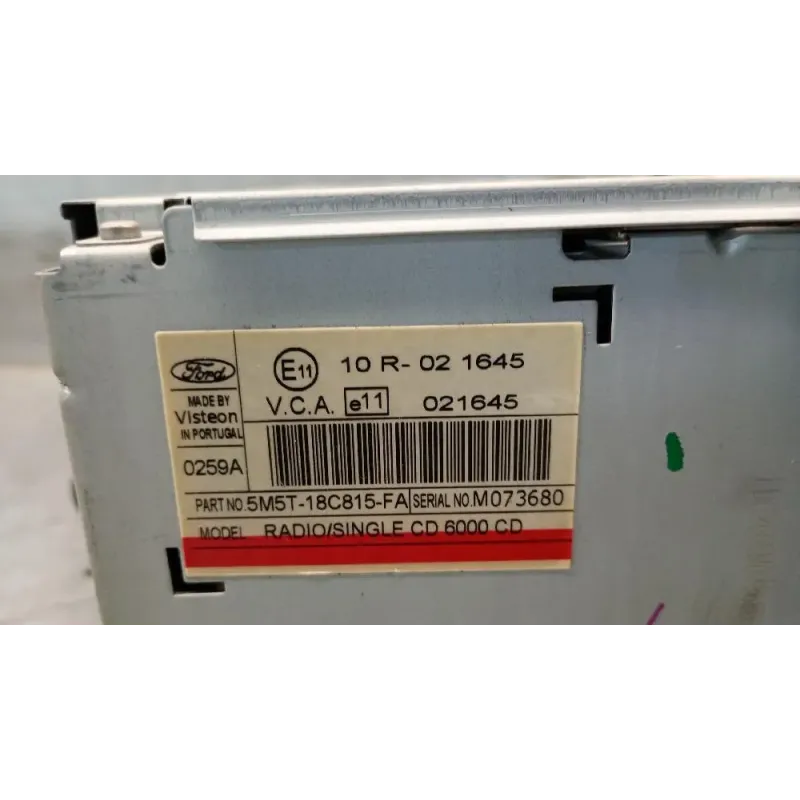 Ford
MADE BY
Visteon
IN PORTUGAL
0259A
E11 10 R- 02 1645
V.C.A. e11 021645
PART NO. 5M5T-18C815-FA SERIAL NO. M073680
MODEL RADIO/SINGLE CD 6000 CD